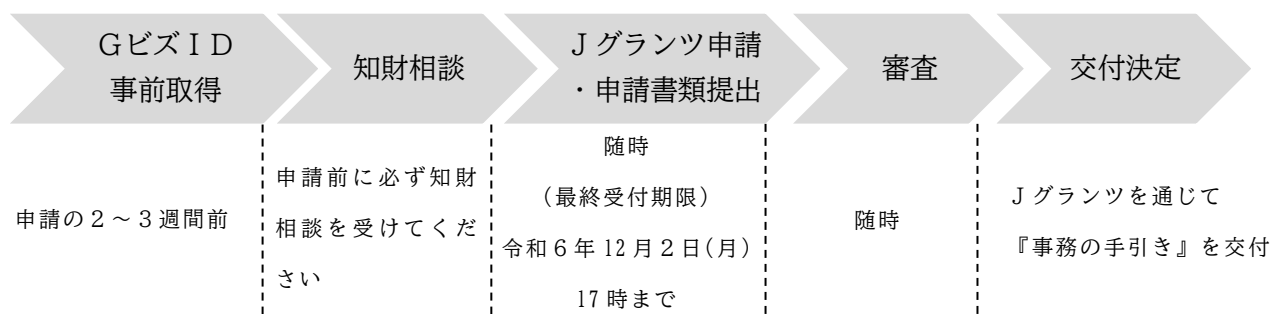 GビズID
事前取得
知財相談
Jグランツ申請
・申請書類提出
審査
交付決定
申請の2~3週間前
申請前に必ず知財
相談を受けてくだ
さい
随時
(最終受付期限)
令和6年12月2日(月)
17時まで
随時
Jグランツを通じて
『事務の手引き』を交付